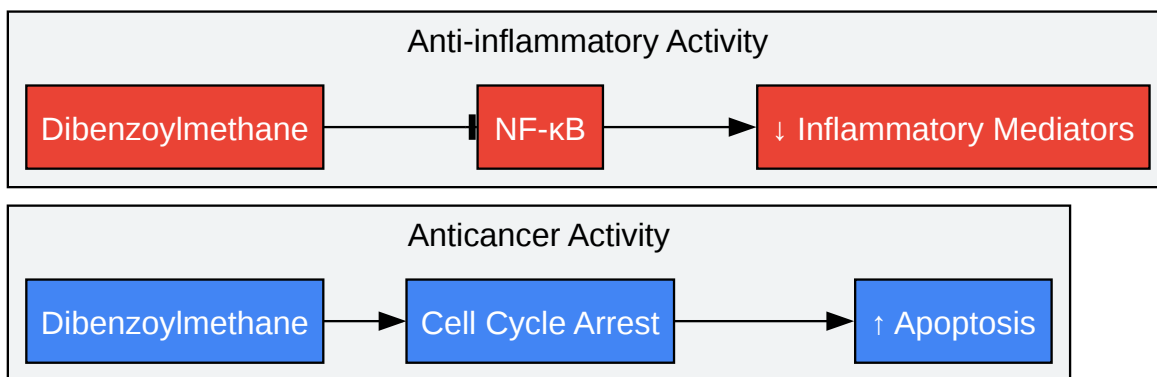 Anti-inflammatory Activity
Dibenzoylmethane
NF-κB
↓ Inflammatory Mediators
Anticancer Activity
Dibenzoylmethane
Cell Cycle Arrest
↑ Apoptosis